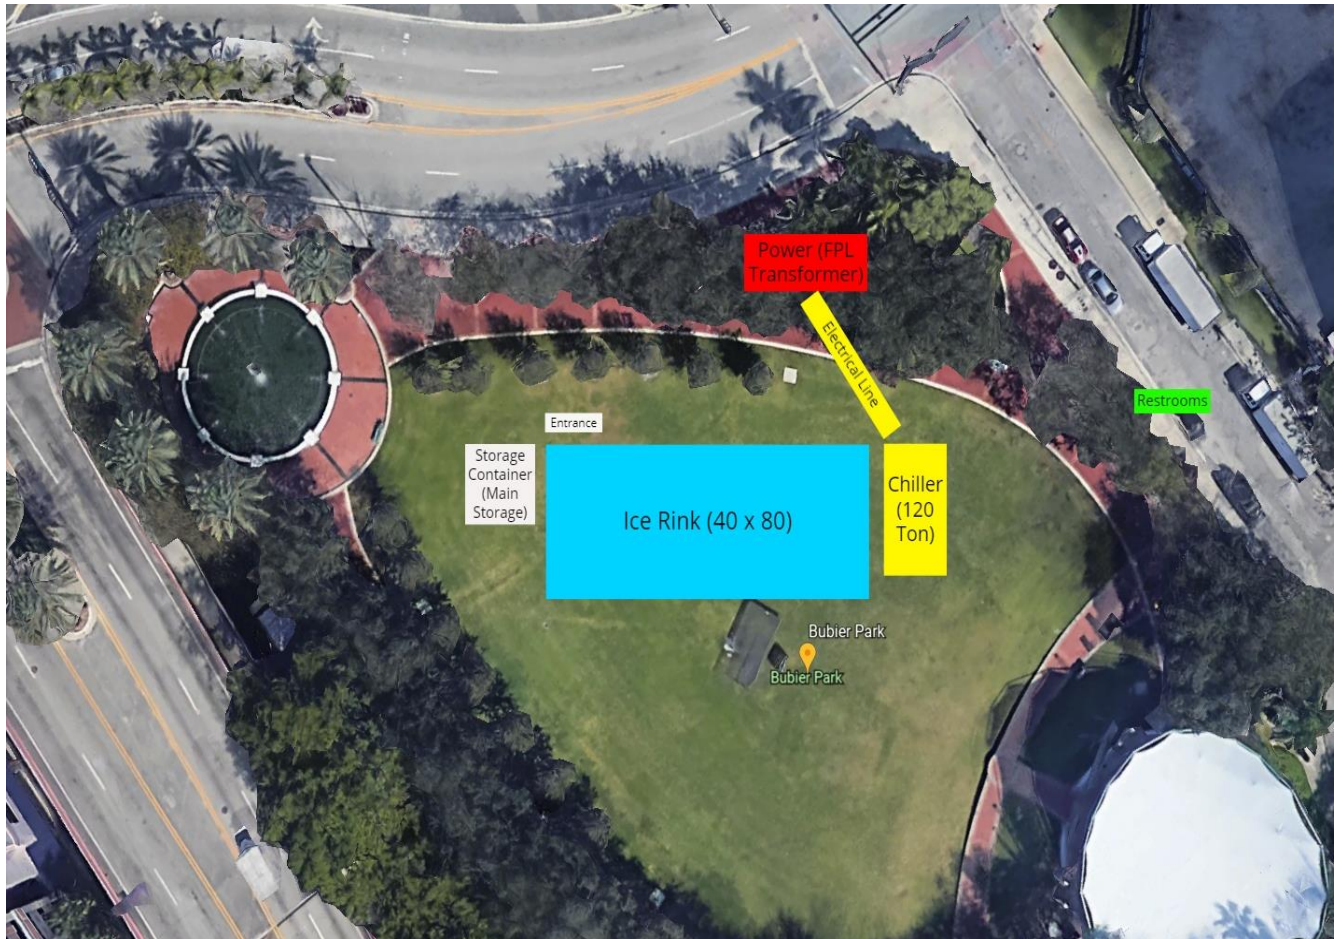 Power (FPL
Transformer)
Electrical Line
Restrooms
Entrance
Storage
Container
(Main
Storage)
Ice Rink (40 x 80)
Chiller
(120
Ton)
Bubier Park
Bubier Park